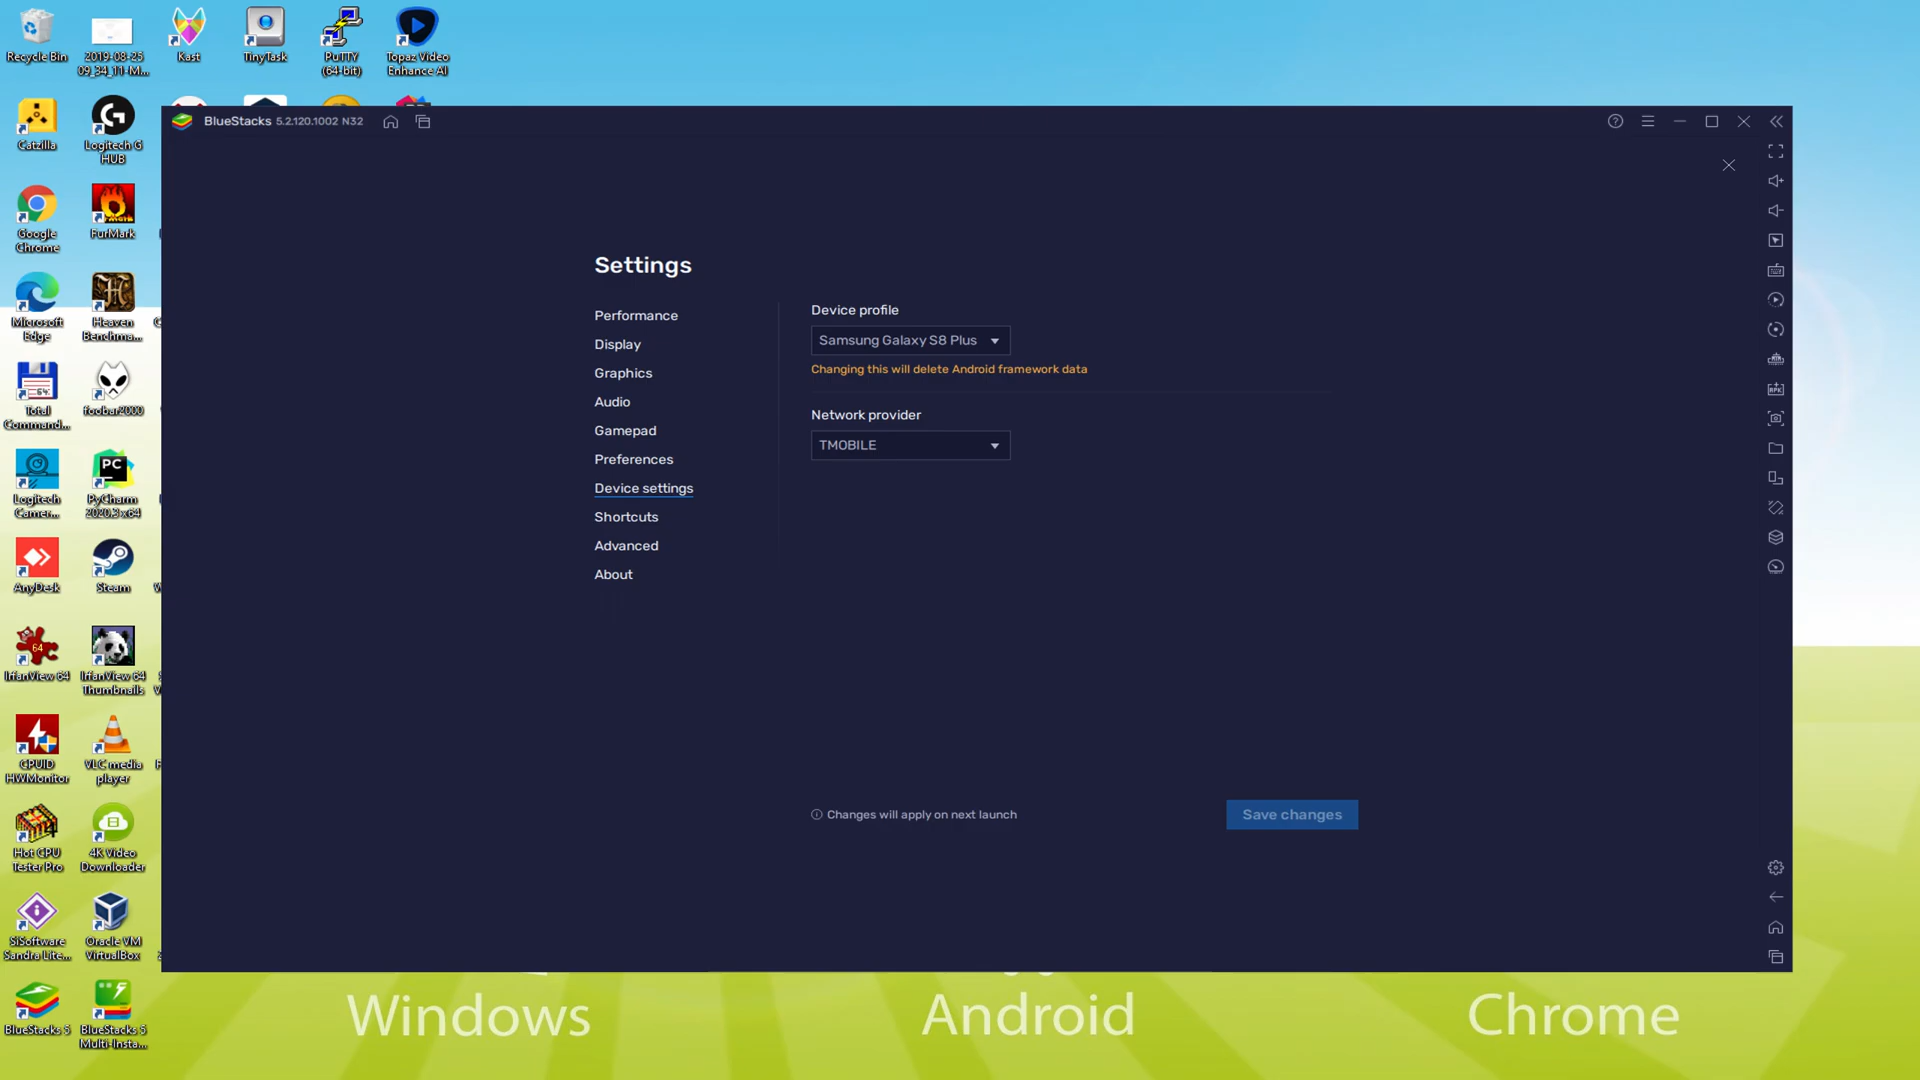 Recycle Bin
2019-08-25
09_34_11-M...
Kast
TinyTask
PuTTY
(64-bit)
Topaz Video
Enhance AI
Catzilla
Logitech G
HUB
Google
Chrome
FurMark
Microsoft
Edge
Heaven
Benchma...
Total
Command...
foobar2000
Logitech
Camer...
PyCharm
2020.3 x64
AnyDesk
Steam
IrfanView 64
IrfanView 64
Thumbnails
CPUID
HWMonitor
VLC media
player
Hot CPU
Tester Pro
4K Video
Downloader
SiSoftware
Sandra Lite...
Oracle VM
VirtualBox
BlueStacks 5
BlueStacks 5
Multi-Insta...
BlueStacks 5.2.120.1002 N32
Settings
Performance
Display
Graphics
Audio
Gamepad
Preferences
Device settings
Shortcuts
Advanced
About
Device profile
Samsung Galaxy S8 Plus
Changing this will delete Android framework data
Network provider
TMOBILE
Changes will apply on next launch
Save changes
Windows
Android
Chrome